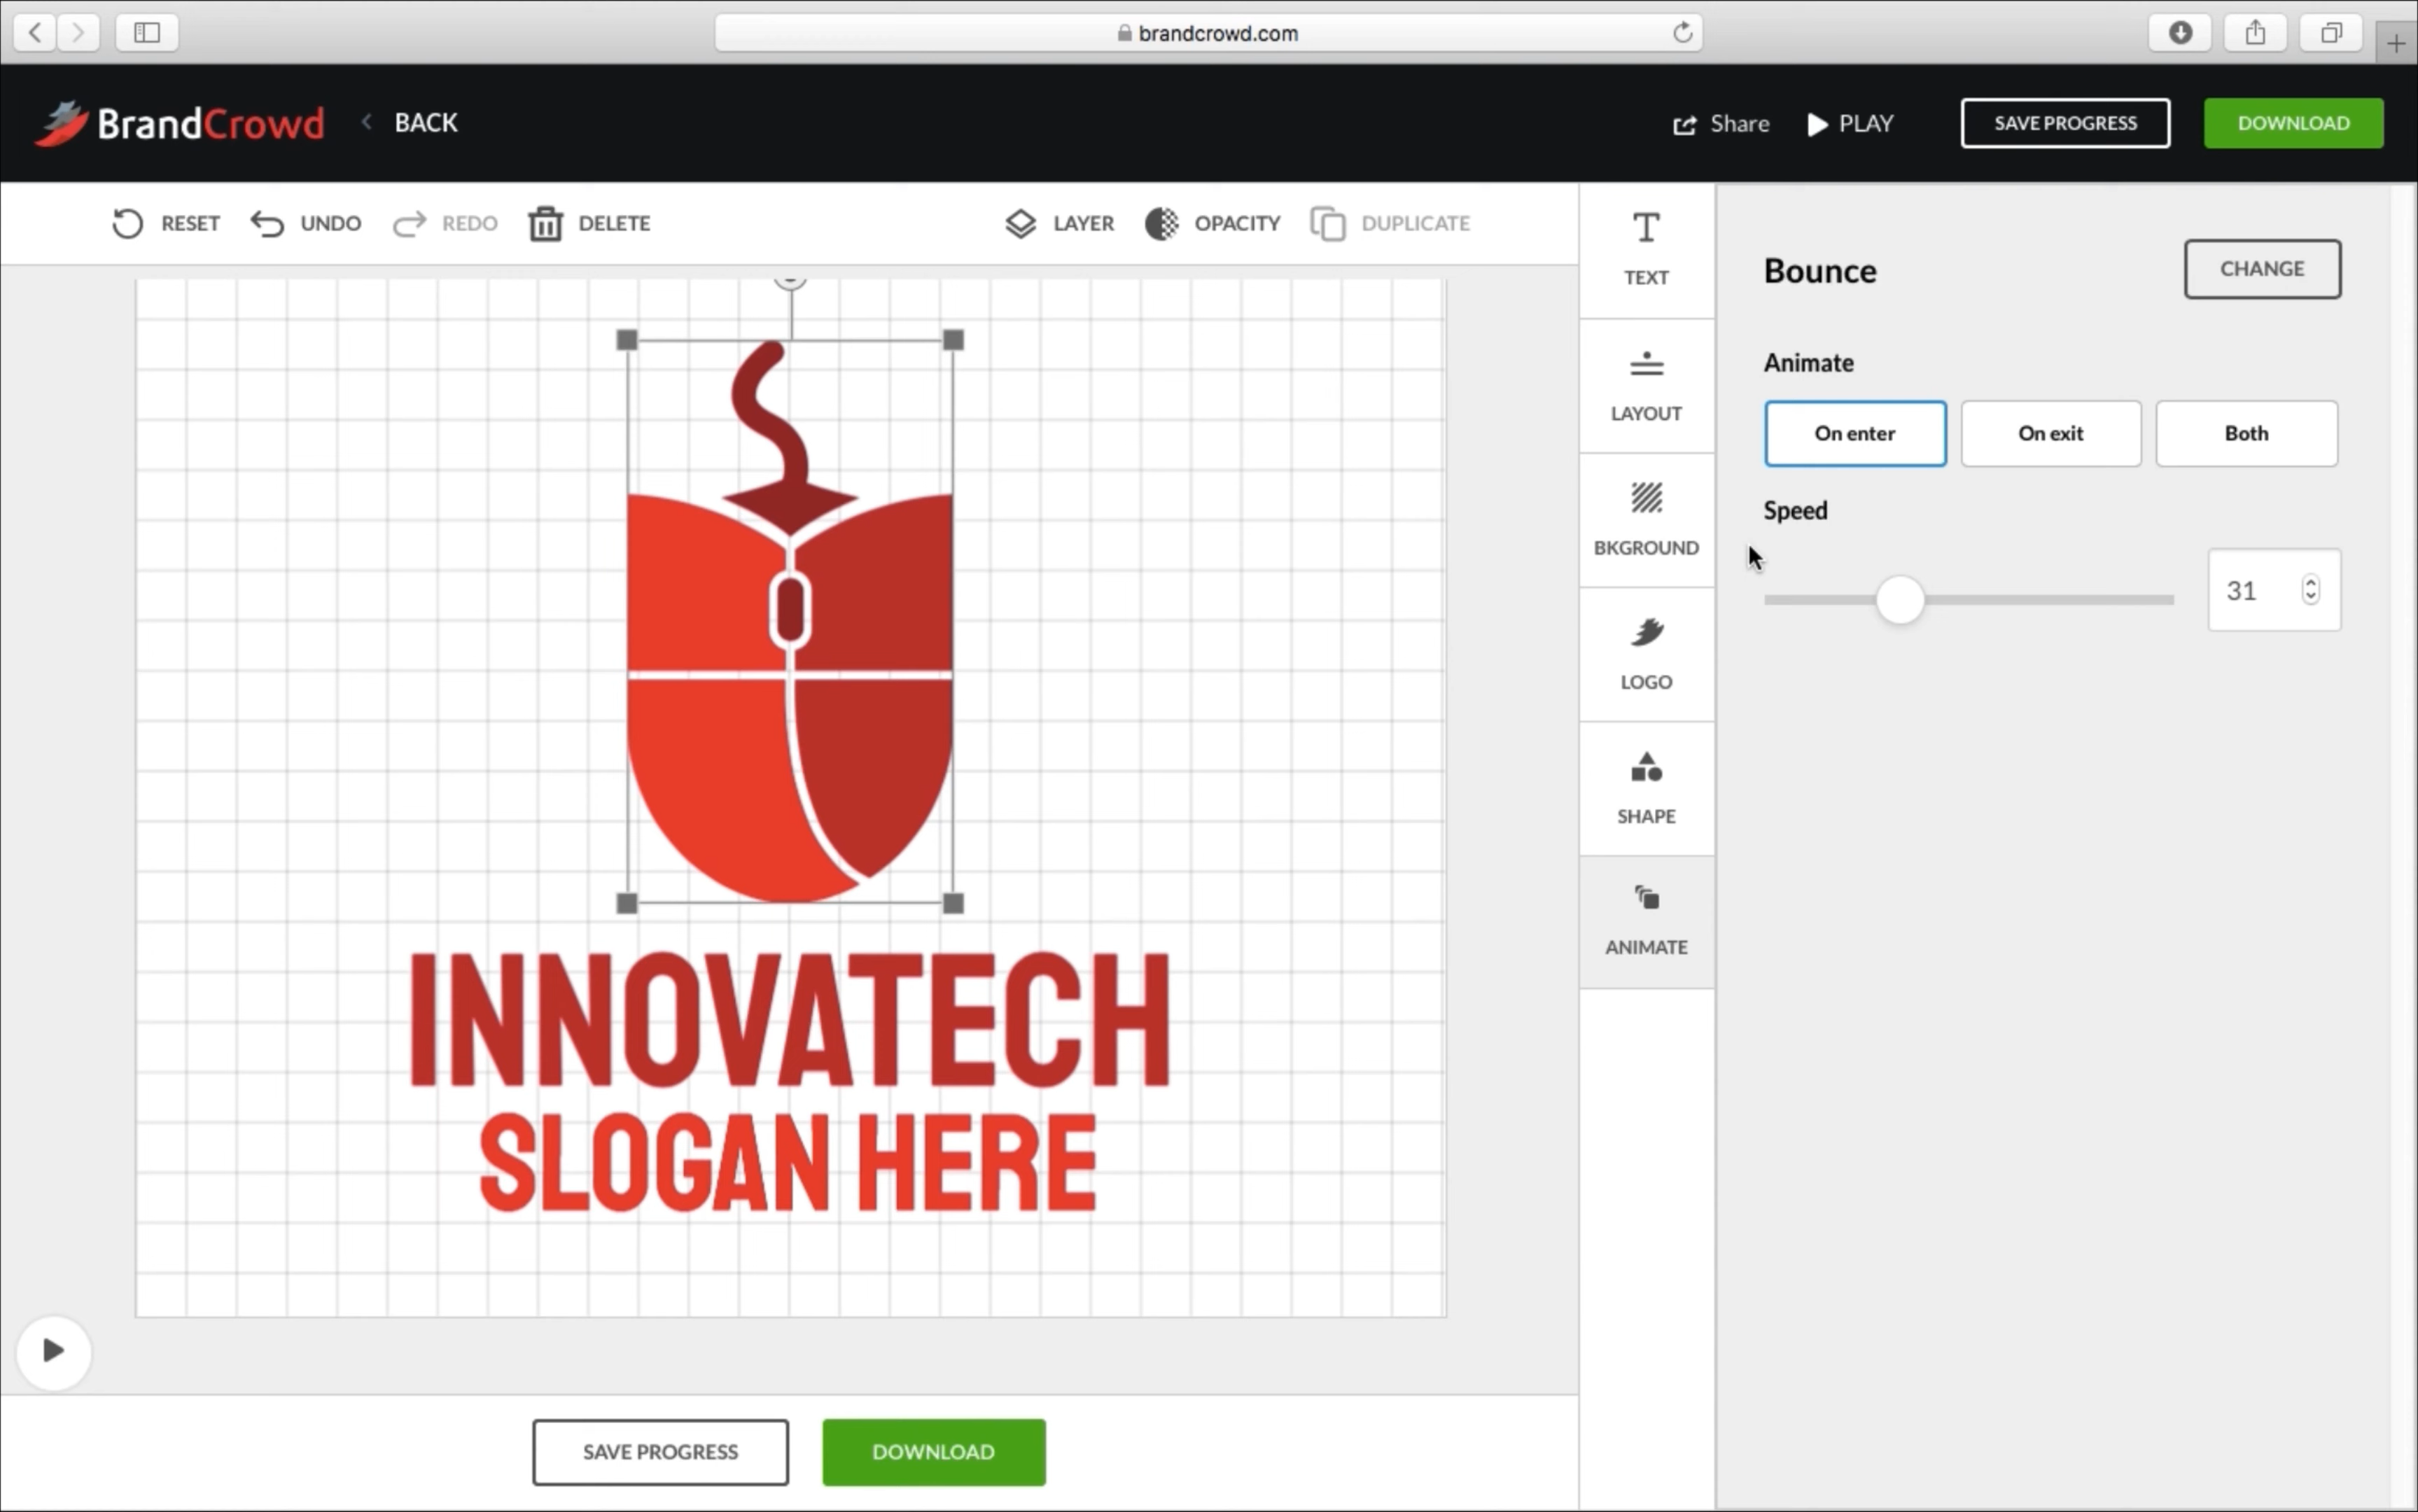 brandcrowd.com
BrandCrowd BACK Share PLAY SAVE PROGRESS DOWNLOAD
RESET UNDO REDO DELETE LAYER OPACITY DUPLICATE
TEXT
LAYOUT
BKGROUND
LOGO
SHAPE
ANIMATE
Bounce CHANGE
Animate
On enter On exit Both
Speed
31
INNOVATECH
SLOGAN HERE
SAVE PROGRESS DOWNLOAD